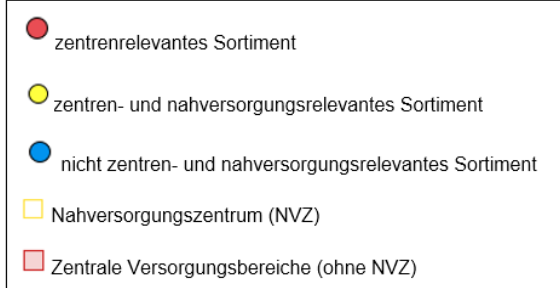 zentrenrelevantes Sortiment
zentren- und nahversorgungsrelevantes Sortiment
nicht zentren- und nahversorgungsrelevantes Sortiment
Nahversorgungszentrum (NVZ)
Zentrale Versorgungsbereiche (ohne NVZ)